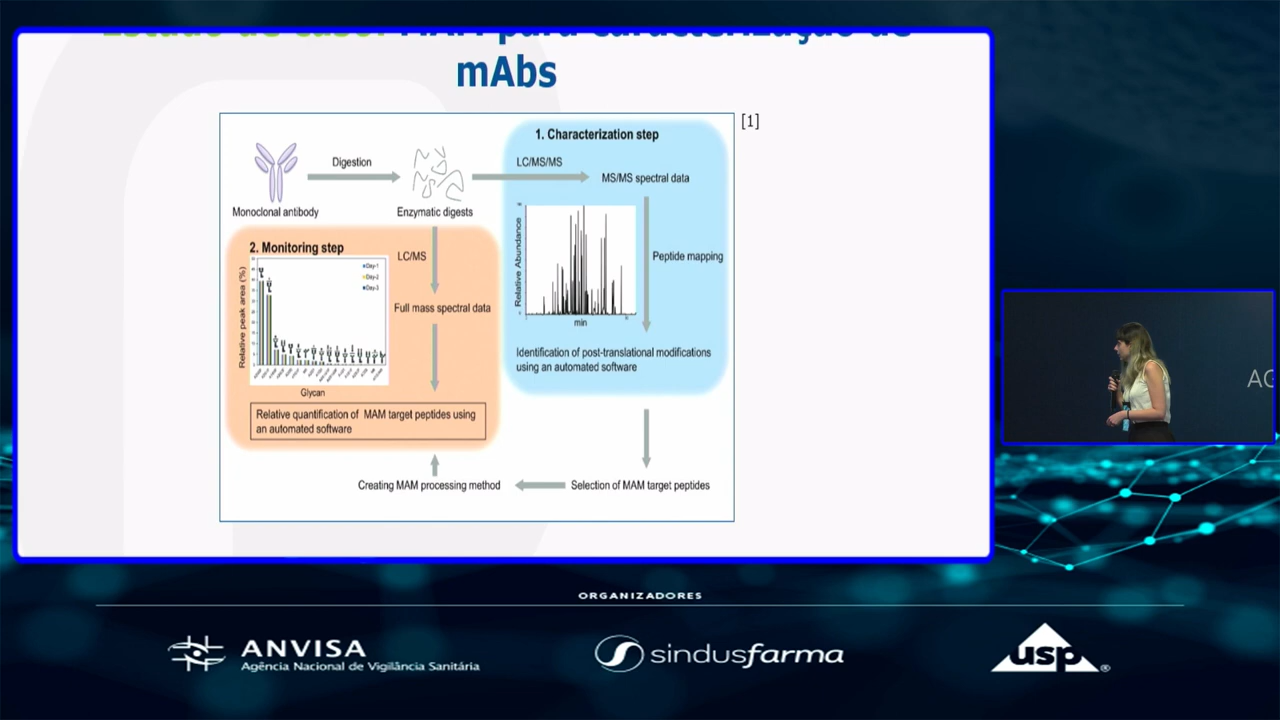 mAbs
[1]
1. Characterization step
Digestion
LC/MS/MS
MS/MS spectral data
Monoclonal antibody
Enzymatic digests
2. Monitoring step
LC/MS
Peptide mapping
Relative Abundance
min
Day-1
Day-2
Day-3
Relative peak area (%)
Full mass spectral data
Glycan
Identification of post-translational modifications
using an automated software
Relative quantification of MAM target peptides using
an automated software
Creating MAM processing method
Selection of MAM target peptides
AG
ORGANIZADORES
ANVISA
Agência Nacional de Vigilância Sanitária
sindusfarma
usp®